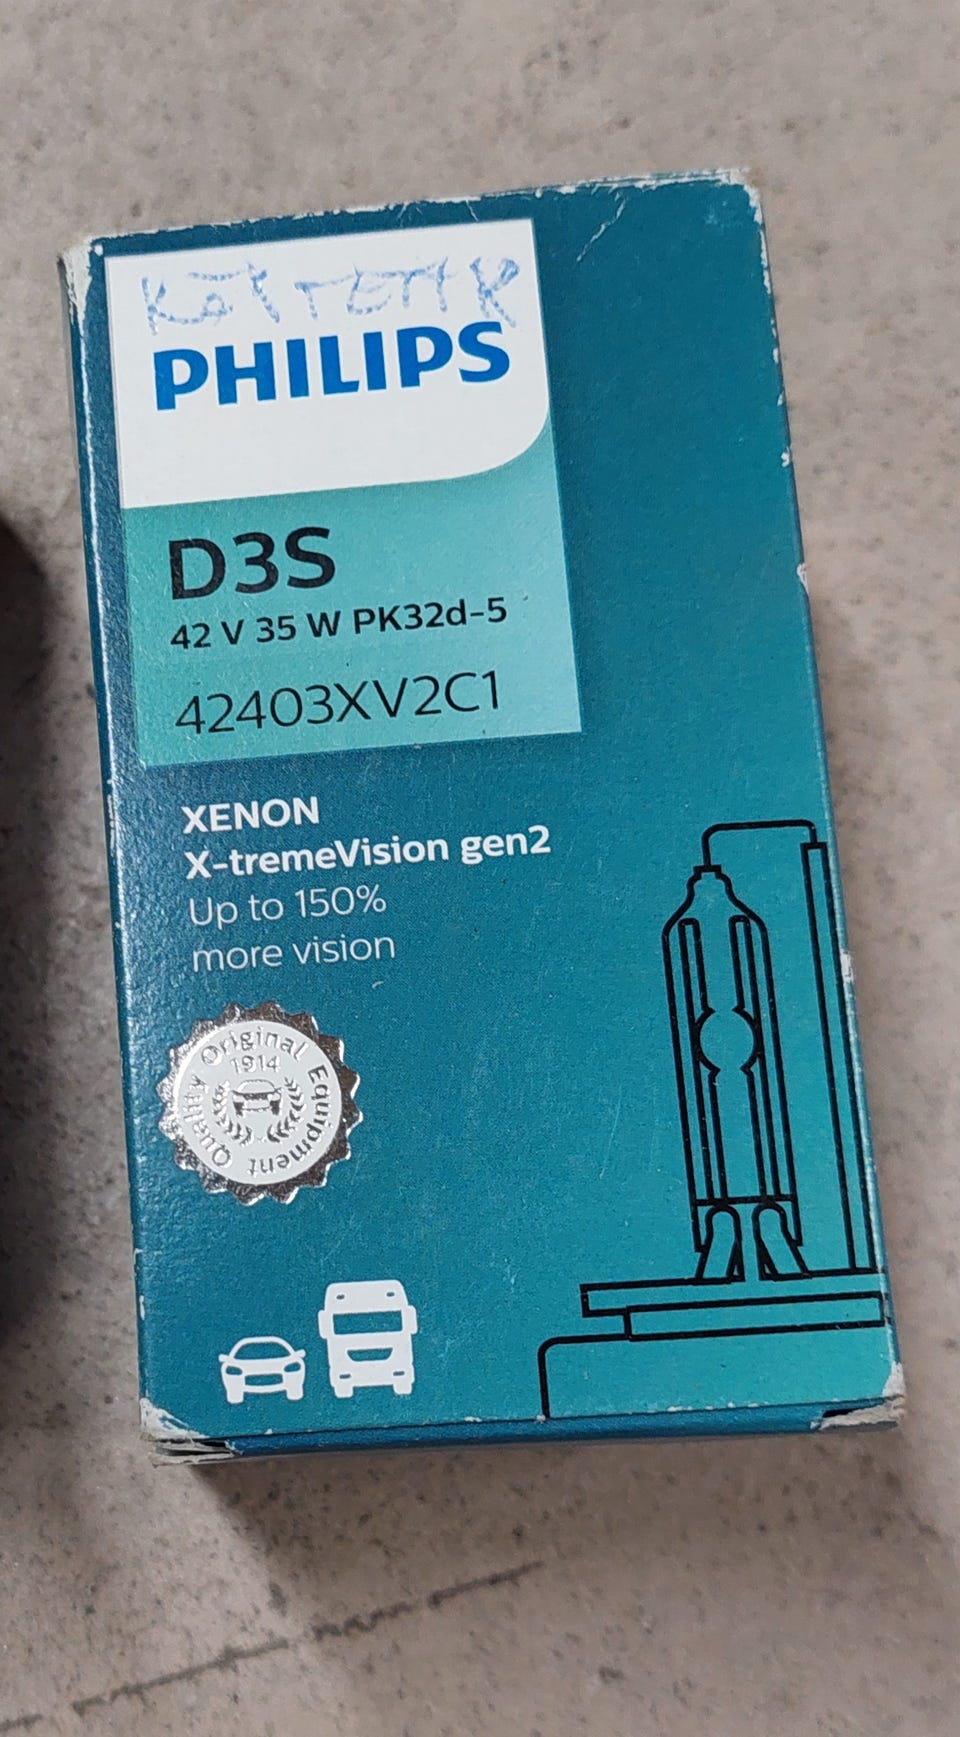 PHILIPS
D3S
42 V 35 W PK32d-5
42403XV2C1
XENON
X-tremeVision gen2
Up to 150%
more vision
Original Equipment Quality
1914